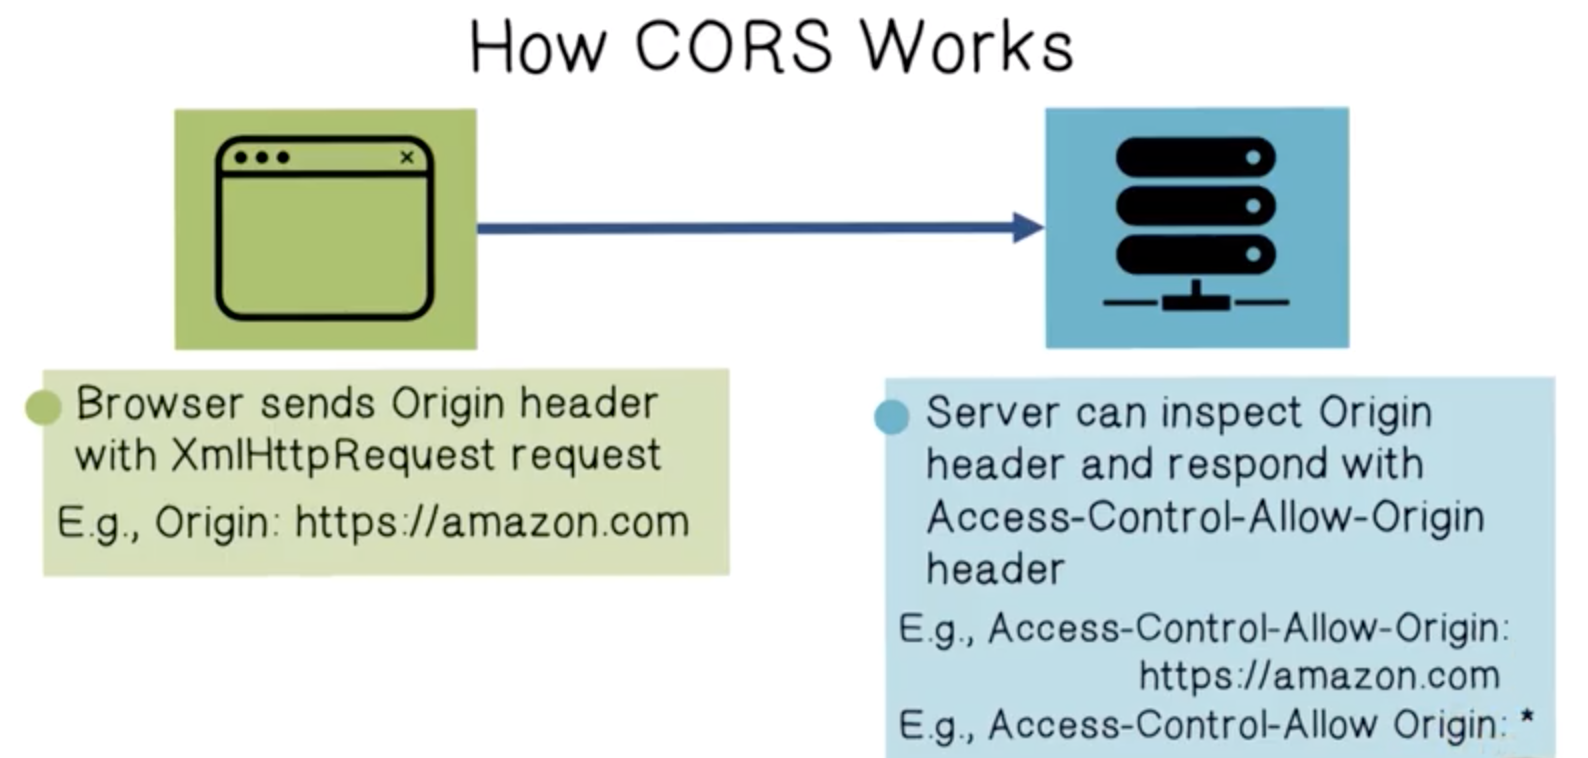 How CORS Works
Browser sends Origin header
with XmlHttpRequest request
E.g., Origin: https://amazon.com
Server can inspect Origin
header and respond with
Access-Control-Allow-Origin
header
E.g., Access-Control-Allow-Origin:
https://amazon.com
E.g., Access-Control-Allow Origin: *